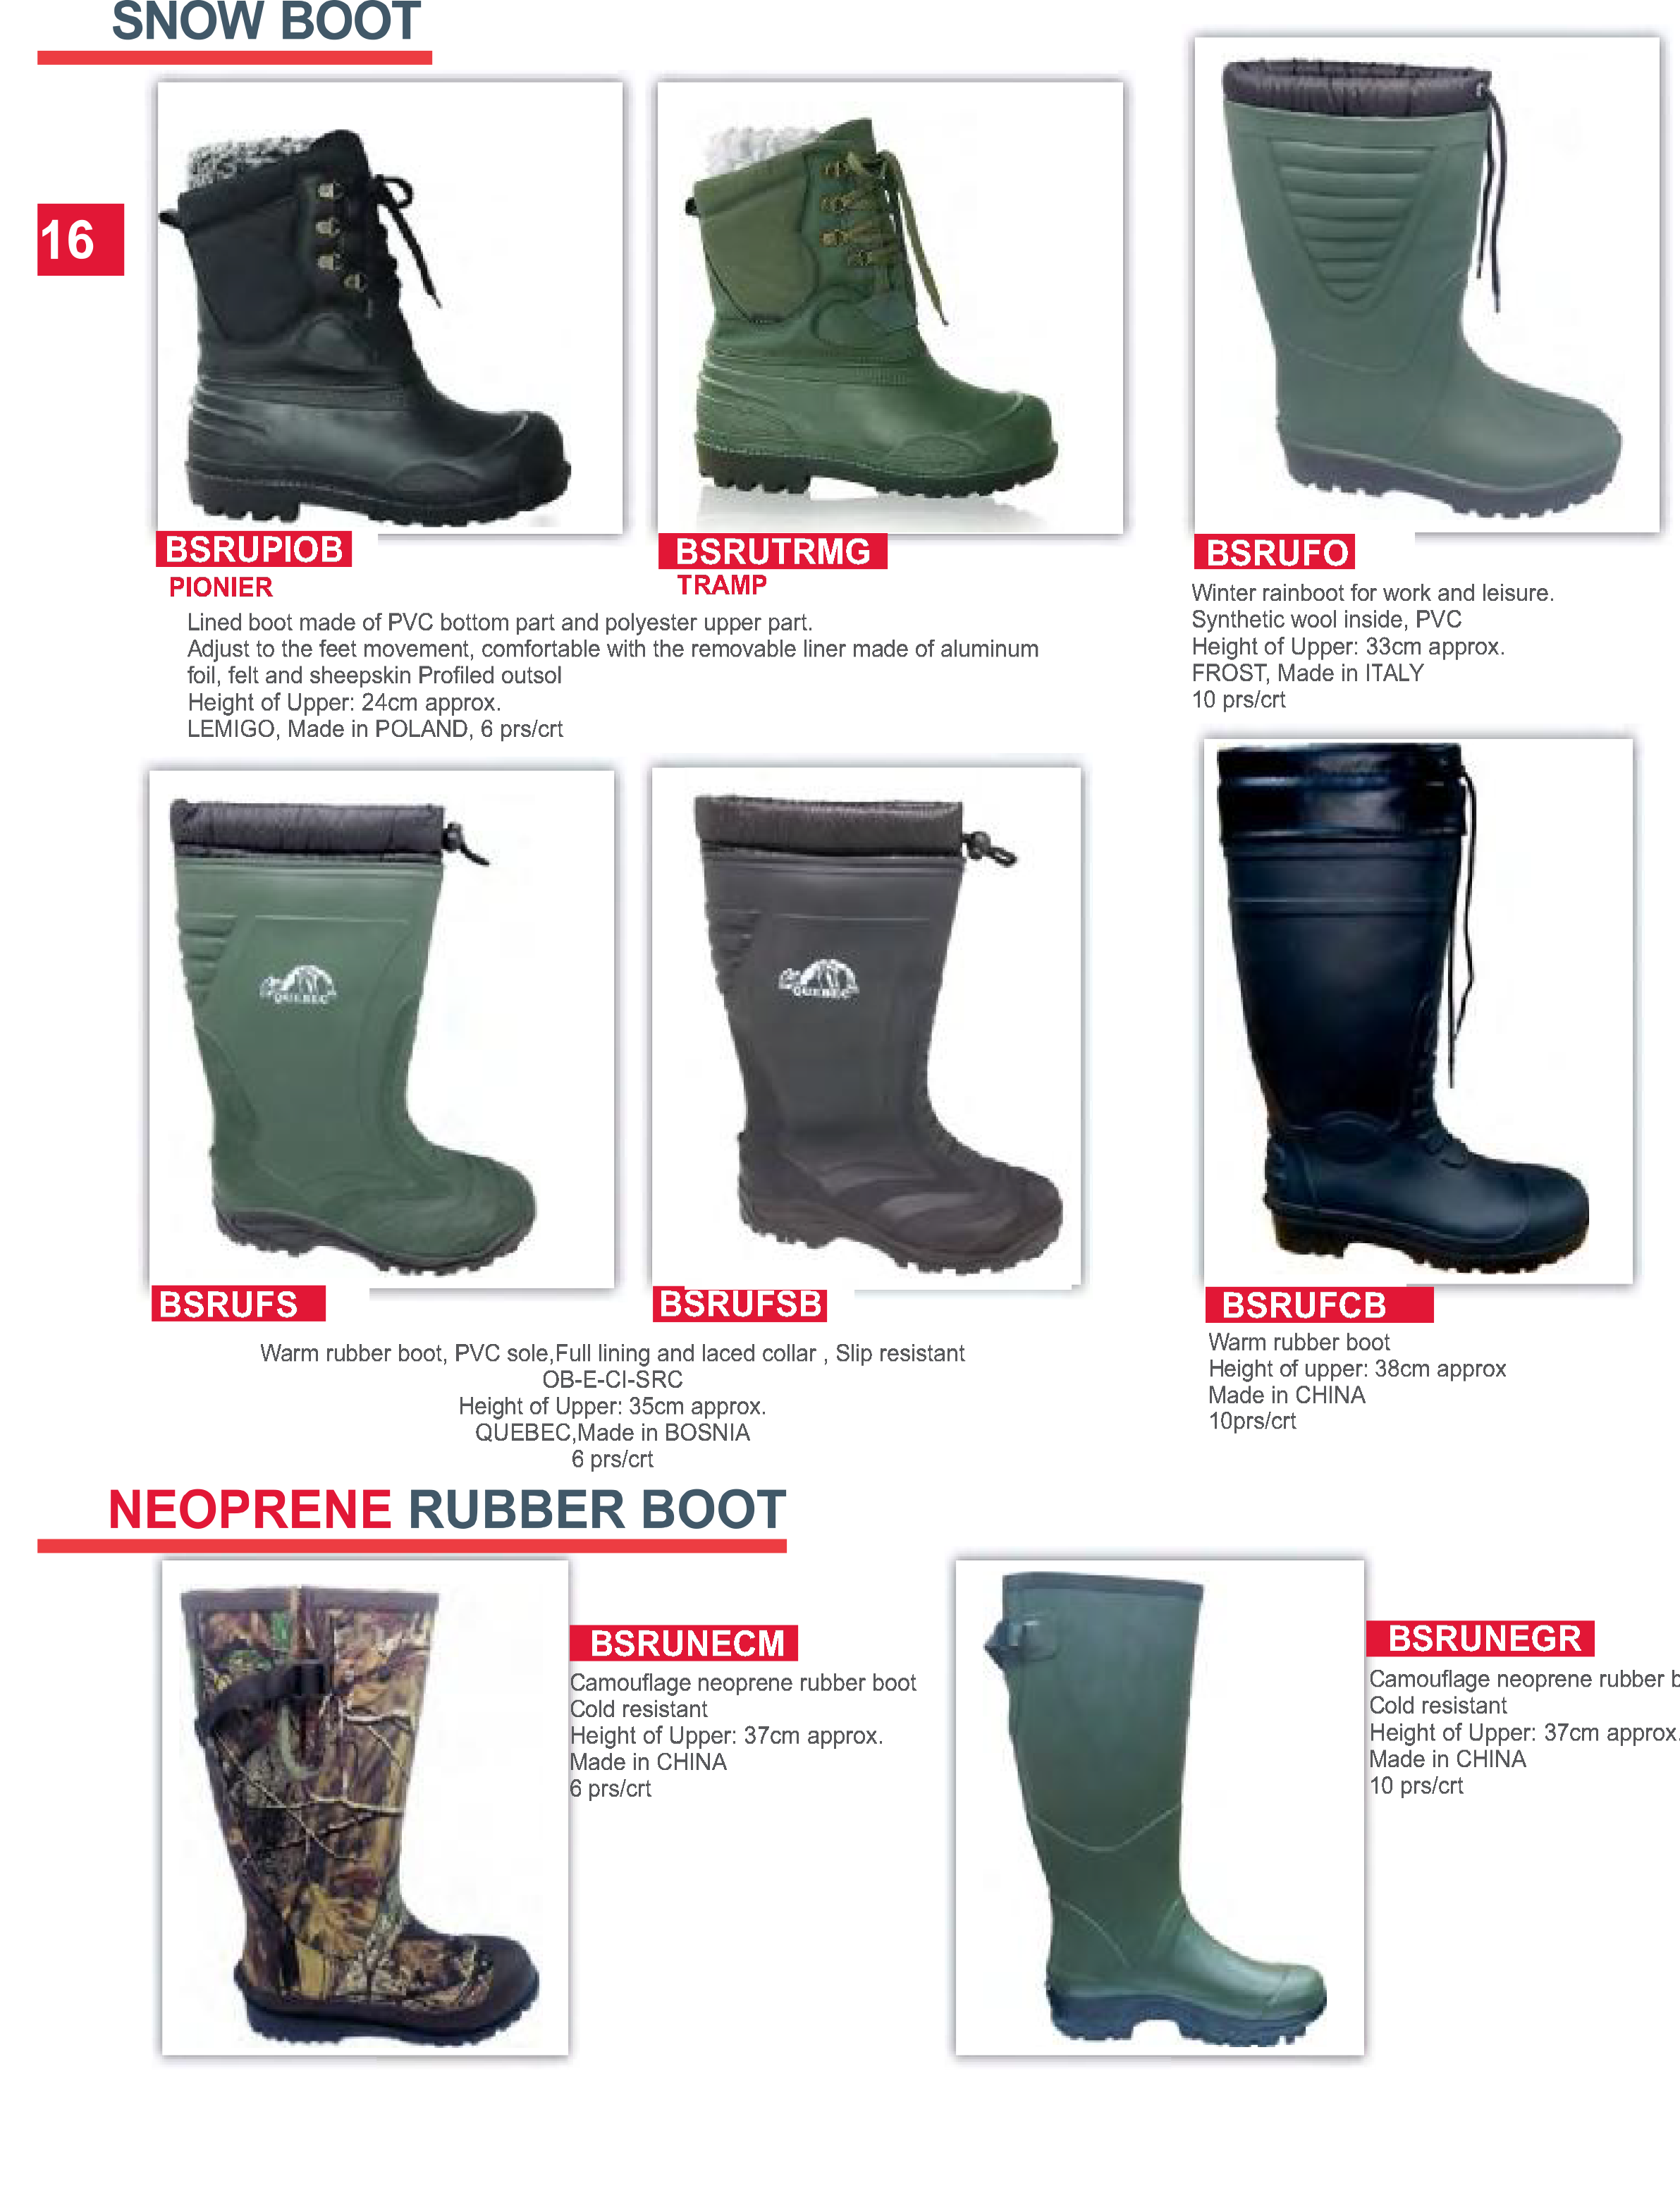 SNOW BOOT
16
BSRUPIOB
PIONIER
BSRUTRMG
TRAMP
Lined boot made of PVC bottom part and polyester upper part.
Adjust to the feet movement, comfortable with the removable liner made of aluminum
foil, felt and sheepskin Profiled outsol
Height of Upper: 24cm approx.
LEMIGO, Made in POLAND, 6 prs/crt
BSRUFO
Winter rainboot for work and leisure.
Synthetic wool inside, PVC
Height of Upper: 33cm approx.
FROST, Made in ITALY
10 prs/crt
QUEBEC
QUEBEC
BSRUFS
BSRUFSB
Warm rubber boot, PVC sole,Full lining and laced collar , Slip resistant
OB-E-CI-SRC
Height of Upper: 35cm approx.
QUEBEC,Made in BOSNIA
6 prs/crt
BSRUFCB
Warm rubber boot
Height of upper: 38cm approx
Made in CHINA
10prs/crt
NEOPRENE RUBBER BOOT
BSRUNECM
Camouflage neoprene rubber boot
Cold resistant
Height of Upper: 37cm approx.
Made in CHINA
6 prs/crt
BSRUNEGR
Camouflage neoprene rubber b
Cold resistant
Height of Upper: 37cm approx.
Made in CHINA
10 prs/crt